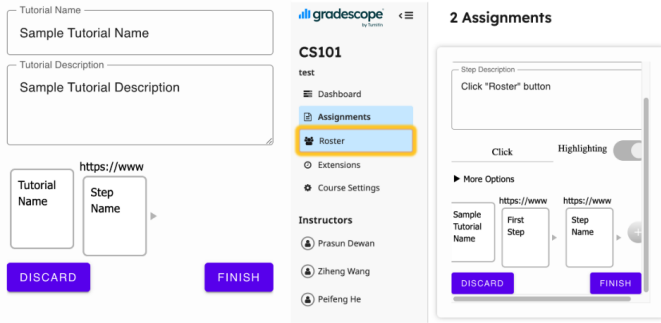 Tutorial Name
Sample Tutorial Name
Tutorial Description
Sample Tutorial Description
https://www
Tutorial
Name
Step
Name
DISCARD
FINISH
gradescope
by Turnitin
CS101
test
Dashboard
Assignments
Roster
Extensions
Course Settings
Instructors
Prasun Dewan
Ziheng Wang
Peifeng He
2 Assignments
Step Description
Click "Roster" button
Click
Highlighting
More Options
https://www
https://www
Sample
Tutorial
Name
First
Step
Step
Name
DISCARD
FINISH